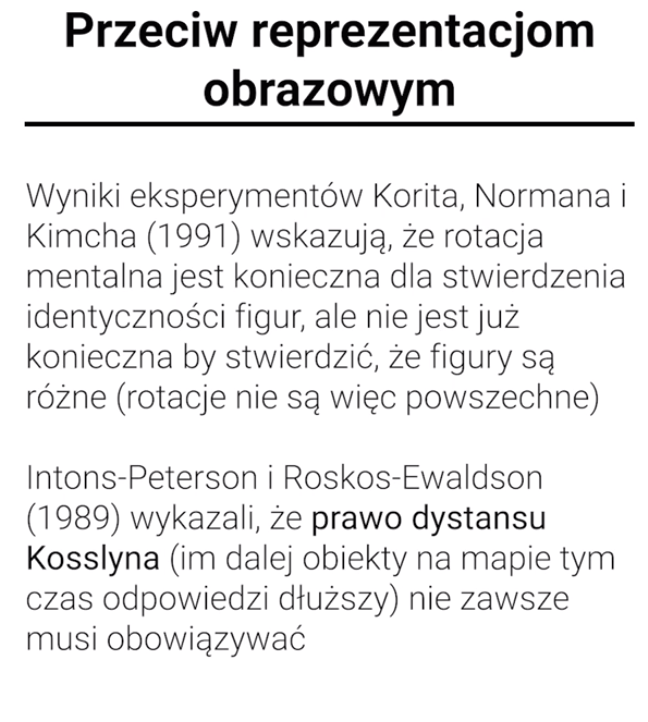 Przeciw reprezentacjom
obrazowym
Wyniki eksperymentów Korita, Normana i
Kimcha (1991) wskazują, że rotacja
mentalna jest konieczna dla stwierdzenia
identyczności figur, ale nie jest już
konieczna by stwierdzić, że figury są
różne (rotacje nie są więc powszechne)
Intons-Peterson i Roskos-Ewaldson
(1989) wykazali, że prawo dystansu
Kosslyna (im dalej obiekty na mapie tym
czas odpowiedzi dłuższy) nie zawsze
musi obowiązywać